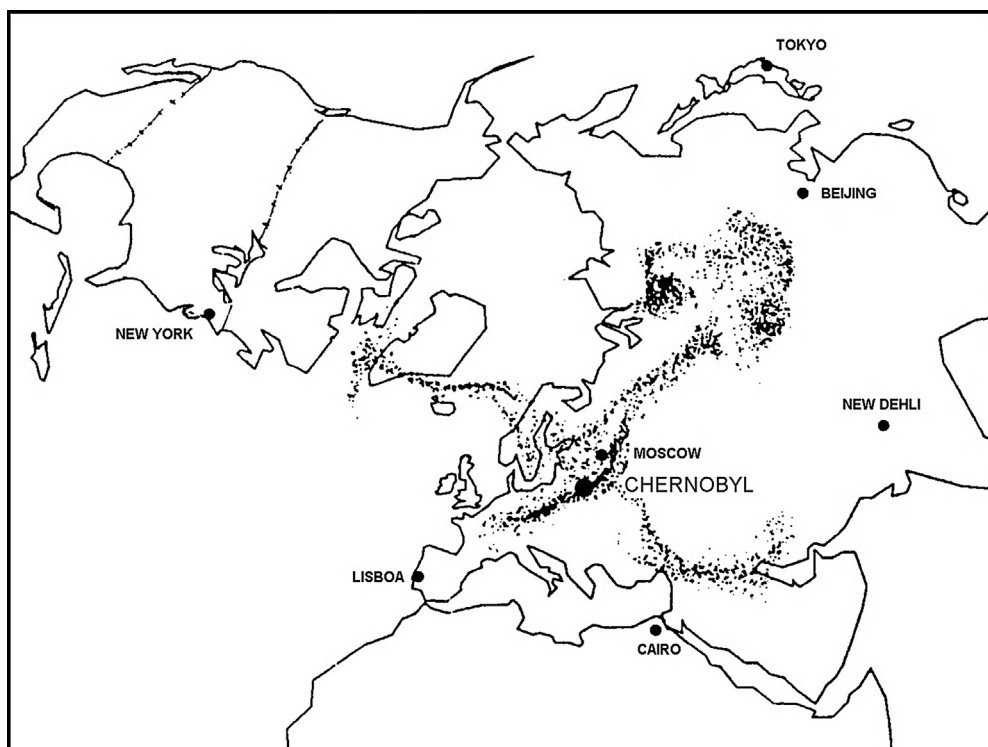 TOKYO
BEIJING
NEW YORK
NEW DEHLI
MOSCOW
CHERNOBYL
LISBOA
CAIRO